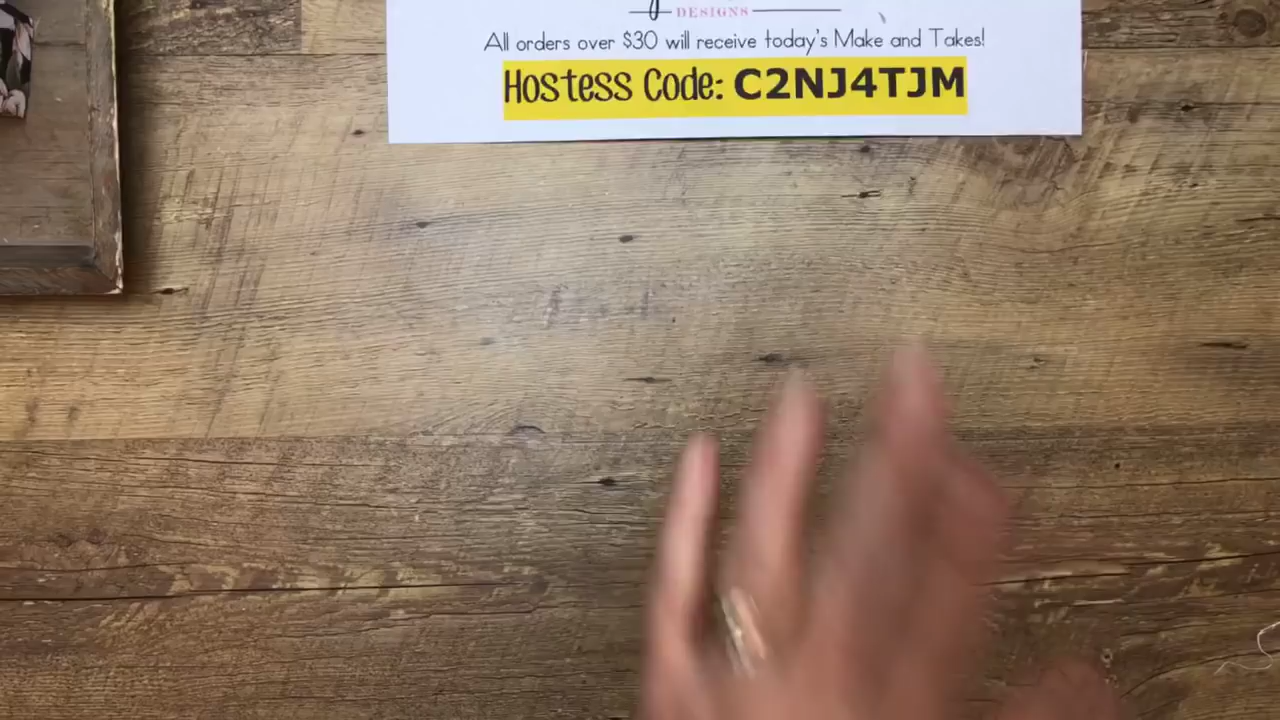 DESIGNS
All orders over $30 will receive today's Make and Takes!
Hostess Code: C2NJ4TJM